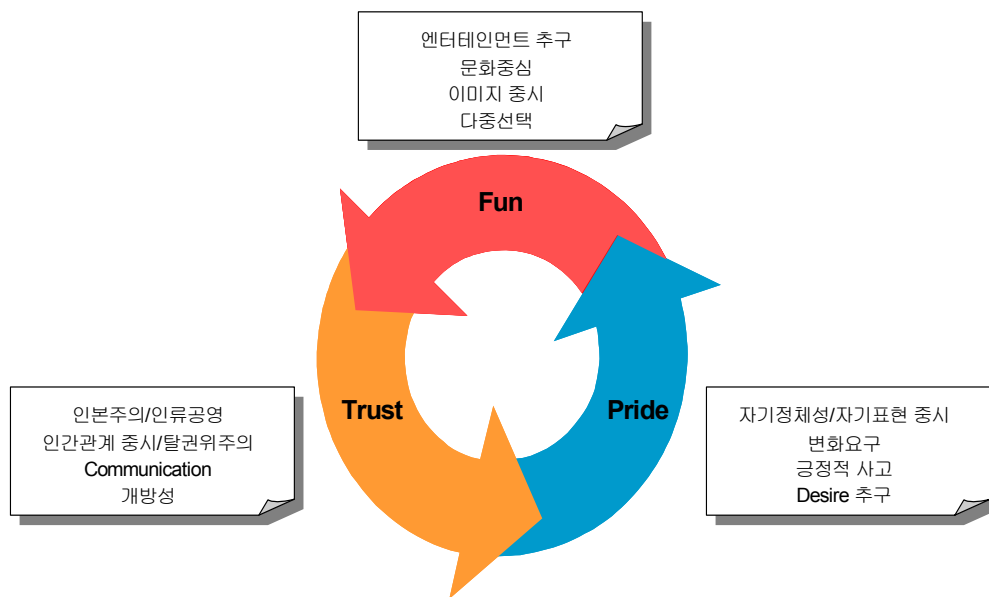 엔터테인먼트 추구
문화중심
이미지 중시
다중선택
Fun
Trust
Pride
인본주의/인류공영
인간관계 중시/탈권위주의
Communication
개방성
자기정체성/자기표현 중시
변화요구
긍정적 사고
Desire 추구